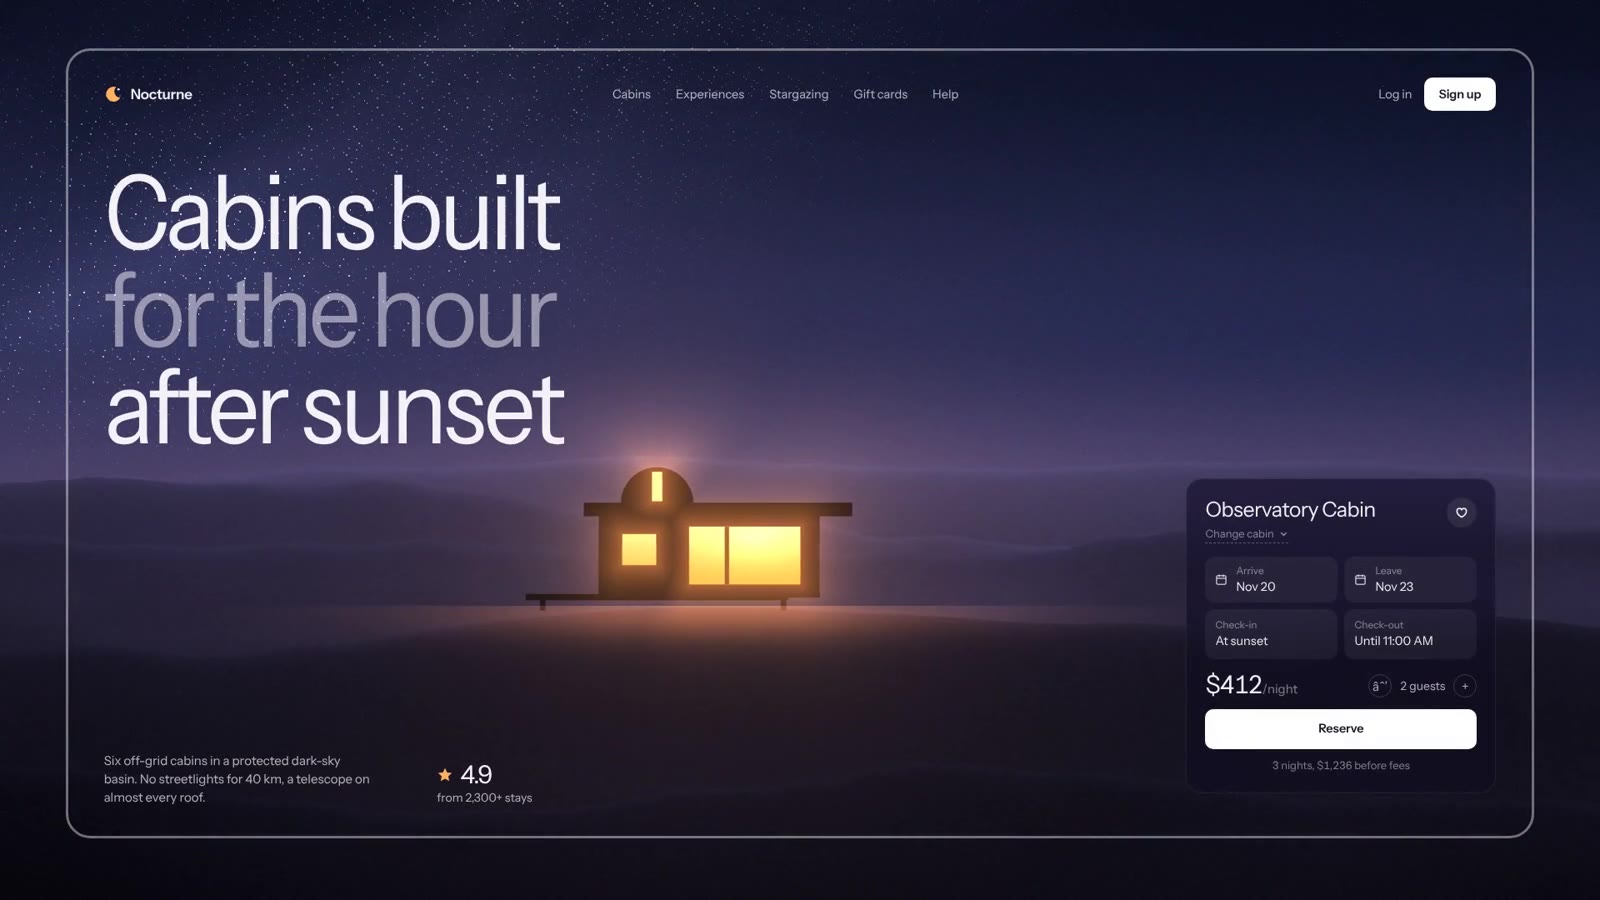 Nocturne
Cabins
Experiences
Stargazing
Gift cards
Help
Log in
Sign up
Cabins built
for the hour
after sunset
Observatory Cabin
Change cabin
Arrive
Nov 20
Leave
Nov 23
Check-in
At sunset
Check-out
Until 11:00 AM
$412/night
âˆ’
2 guests
+
Reserve
3 nights, $1,236 before fees
Six off-grid cabins in a protected dark-sky
basin. No streetlights for 40 km, a telescope on
almost every roof.
4.9
from 2,300+ stays